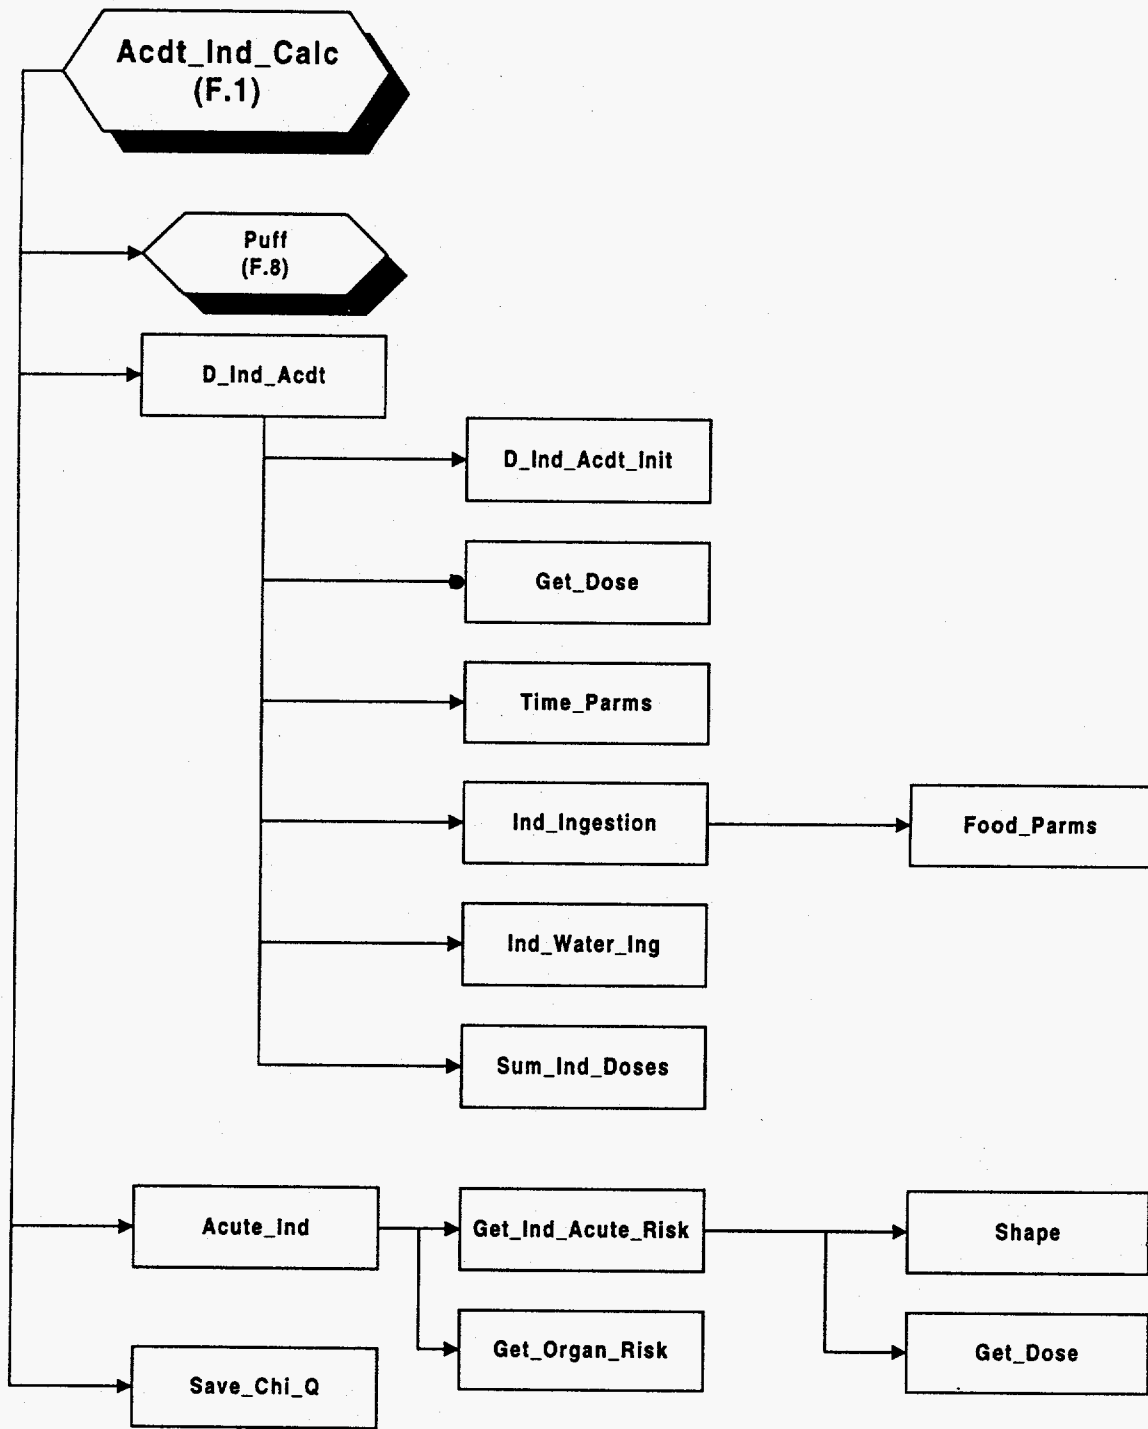 Acdt_Ind_Calc
(F.1)
Puff
(F.8)
D_Ind_Acdt
D_Ind_Acdt_Init
Get_Dose
Time_Parms
Ind_Ingestion
Food_Parms
Ind_Water_Ing
Sum_Ind_Doses
Acute_Ind
Get_Ind_Acute_Risk
Shape
Get_Organ_Risk
Get_Dose
Save_Chi_Q